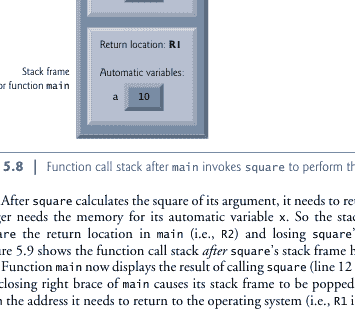 Return location: R1
Stack frame
for function main
Automatic variables:
a 10
5.8 | Function call stack after main invokes square to perform th
After square calculates the square of its argument, it needs to re
ger needs the memory for its automatic variable x. So the stac
are the return location in main (i.e., R2) and losing square'
re 5.9 shows the function call stack after square's stack frame h
Function main now displays the result of calling square (line 12
closing right brace of main causes its stack frame to be popped
n the address it needs to return to the operating system (i.e., R1 i